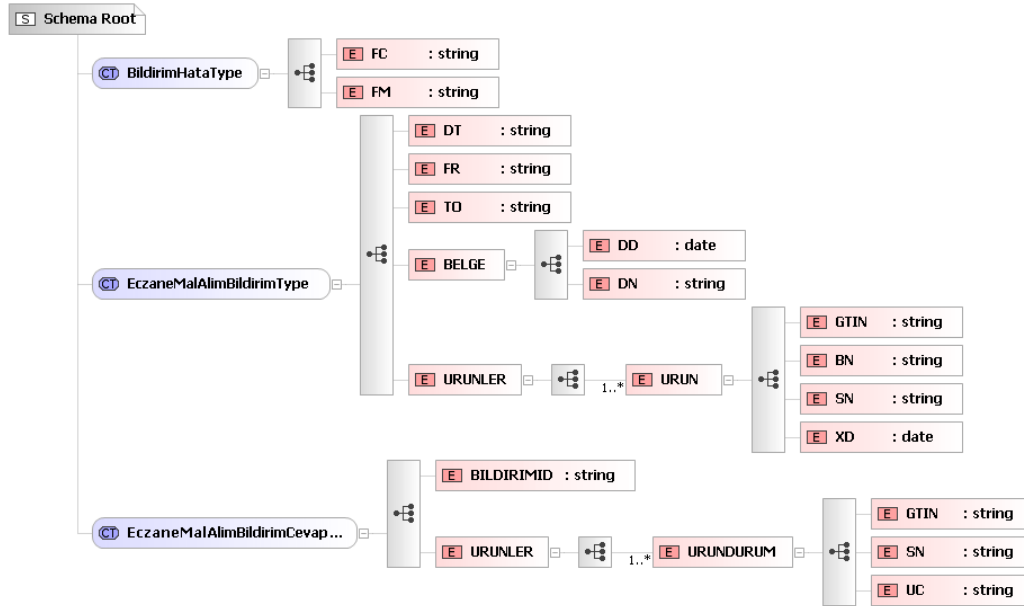 S Schema Root
CT BildirimHataType
E FC : string
E FM : string
CT EczaneMalAlimBildirimType
E DT : string
E FR : string
E TO : string
E BELGE
E DD : date
E DN : string
E URUNLER
1..*
E URUN
E GTIN : string
E BN : string
E SN : string
E XD : date
CT EczaneMalAlimBildirimCevap...
E BILDIRIMID : string
E URUNLER
1..*
E URUNDURUM
E GTIN : string
E SN : string
E UC : string